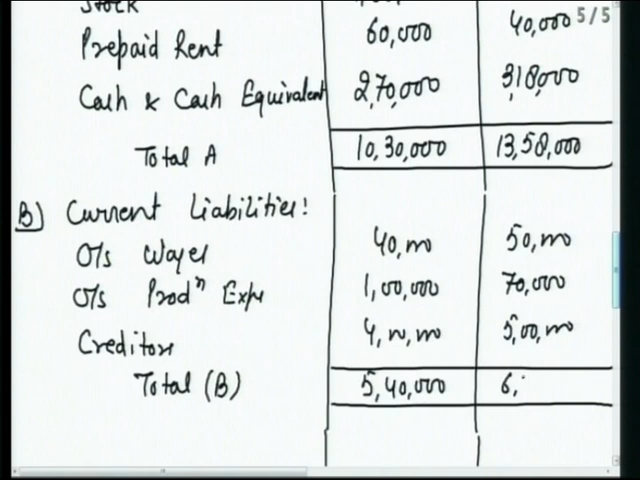 Stock
Prepaid Rent 60,000 40,000 5/5
Cash & Cash Equivalent 2,70,000 3,18,000
Total A 10,30,000 13,58,000
B) Current Liabilities:
O/s Wages 40,000 50,000
O/s Prodn Exp 1,00,000 70,000
Creditors 4,00,000 5,00,000
Total (B) 5,40,000 6,